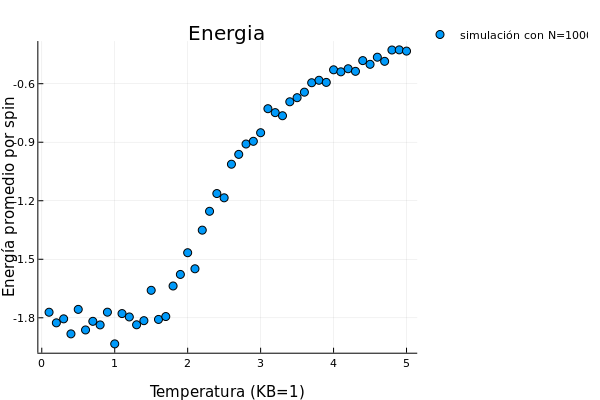 Energia
simulación con N=1000
Energía promedio por spin
-0.6
-0.9
-1.2
-1.5
-1.8
0 1 2 3 4 5
Temperatura (KB=1)